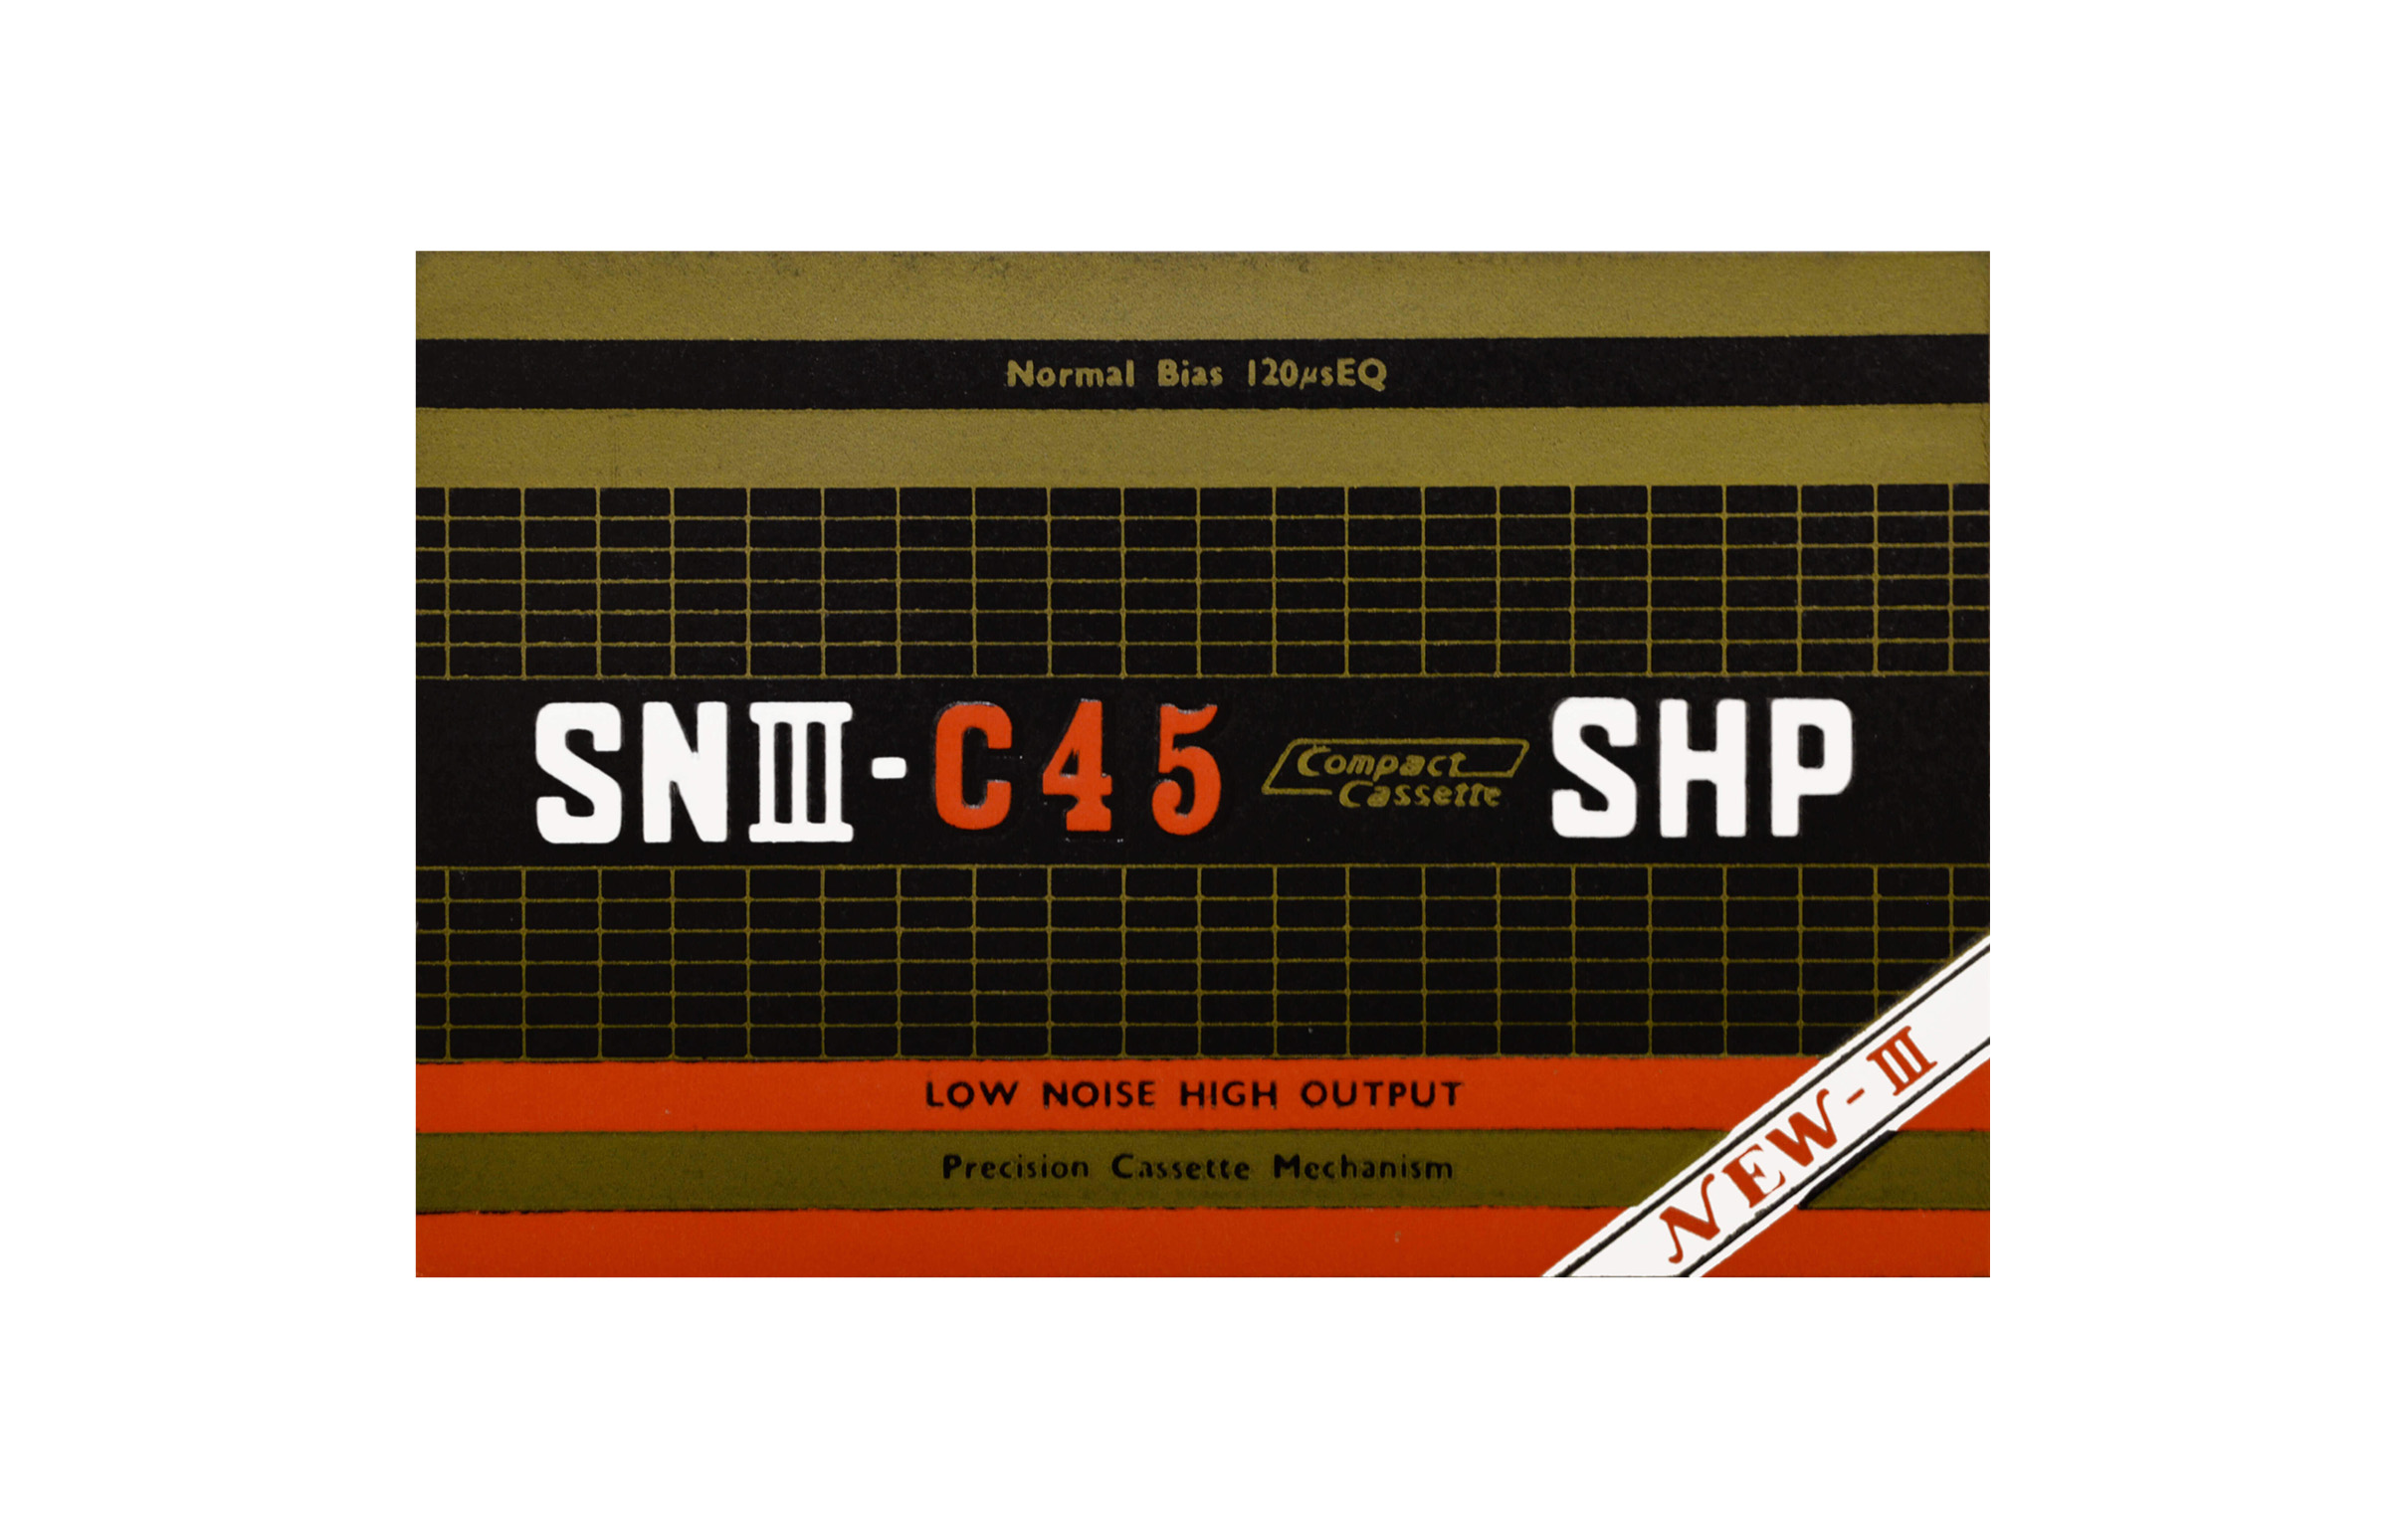 Normal Bias 120μsEQ
SNIII-C45 Compact Cassette SHP
LOW NOISE HIGH OUTPUT
Precision Cassette Mechanism
NEW-III